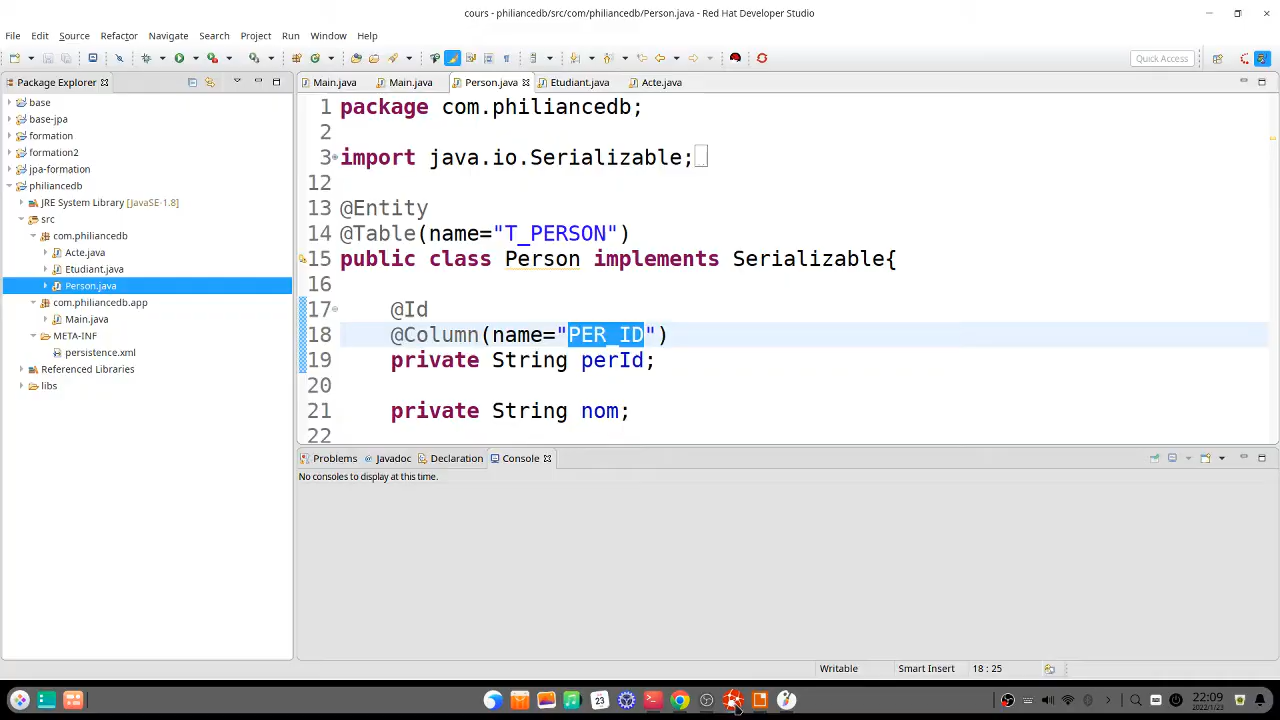 cours - philiancedb/src/com/philiancedb/Person.java - Red Hat Developer Studio
File Edit Source Refactor Navigate Search Project Run Window Help
Quick Access
Package Explorer
base
base-jpa
formation
formation2
jpa-formation
philiancedb
JRE System Library [JavaSE-1.8]
src
com.philiancedb
Acte.java
Etudiant.java
Person.java
com.philiancedb.app
Main.java
META-INF
persistence.xml
Referenced Libraries
libs
Main.java Main.java Person.java Etudiant.java Acte.java
1 package com.philiancedb;
2
3 import java.io.Serializable;
12
13 @Entity
14 @Table(name="T_PERSON")
15 public class Person implements Serializable{
16
17 @Id
18 @Column(name="PER_ID")
19 private String perId;
20
21 private String nom;
22
Problems Javadoc Declaration Console
No consoles to display at this time.
Writable Smart Insert 18 : 25
23
22:09
2022/1/23